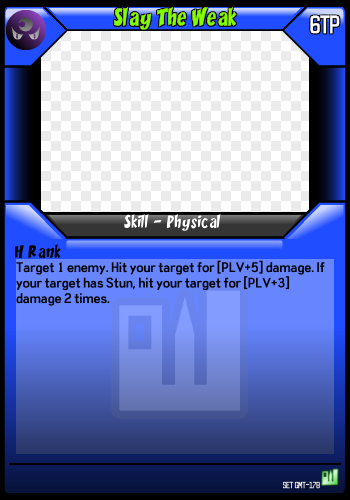 Slay The Weak
6TP
Skill - Physical
H Rank
Target 1 enemy. Hit your target for [PLV+5] damage. If
your target has Stun, hit your target for [PLV+3]
damage 2 times.
SET GMT-178